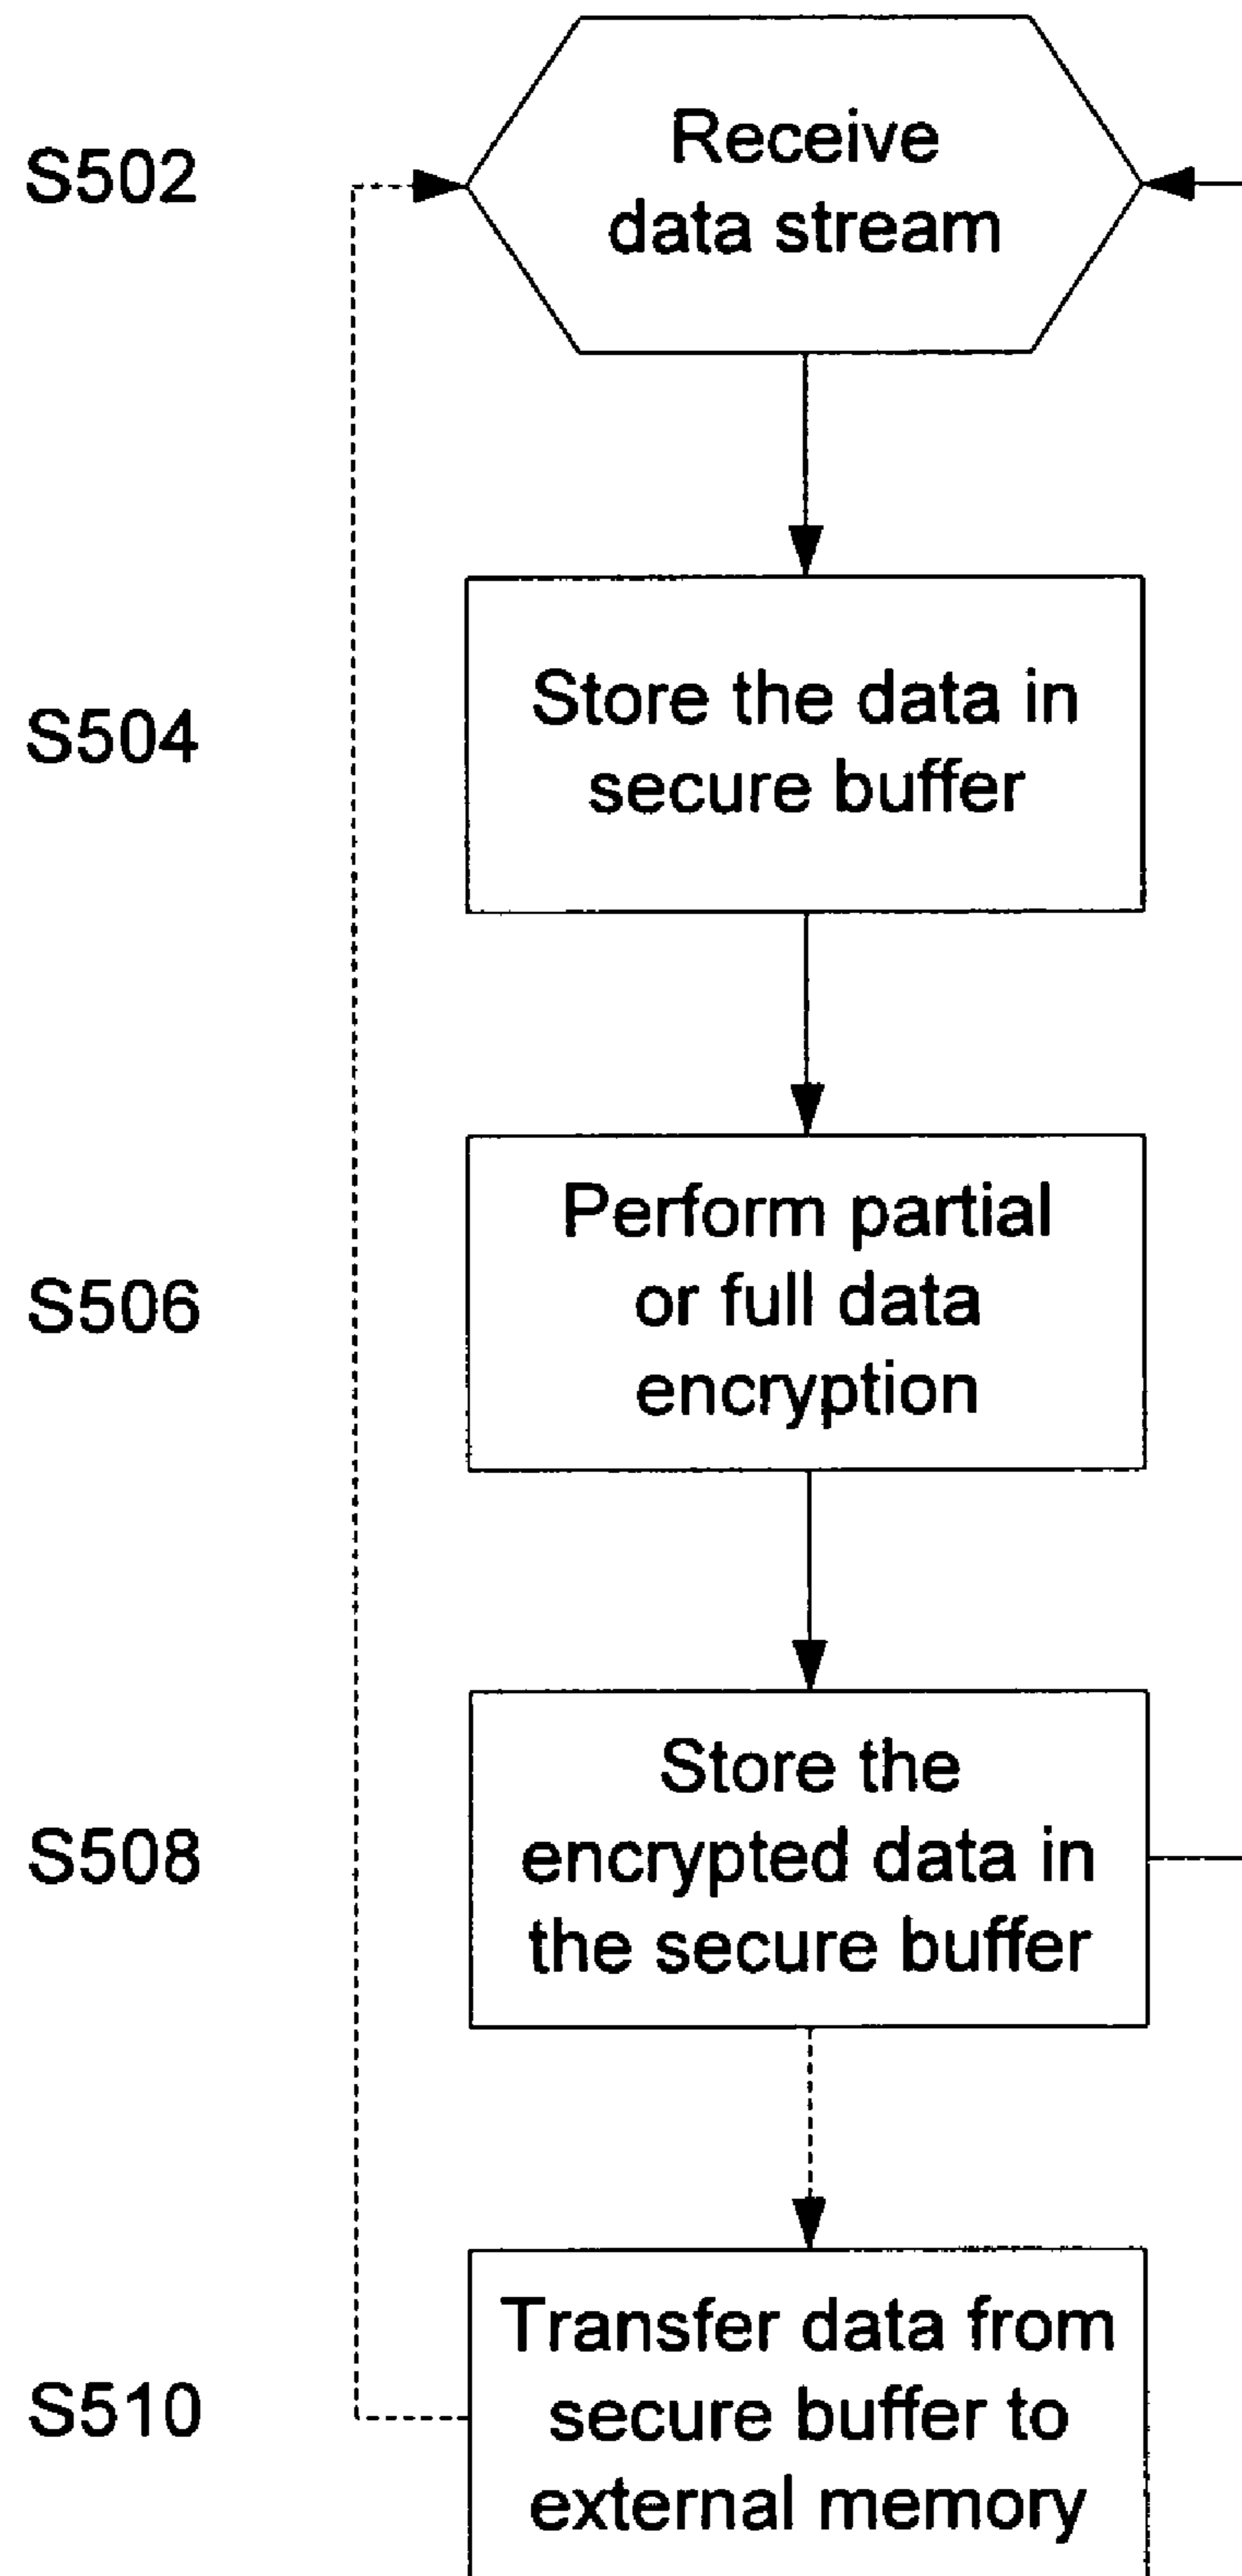 S502
Receive
data stream
S504
Store the data in
secure buffer
S506
Perform partial
or full data
encryption
S508
Store the
encrypted data in
the secure buffer
S510
Transfer data from
secure buffer to
external memory